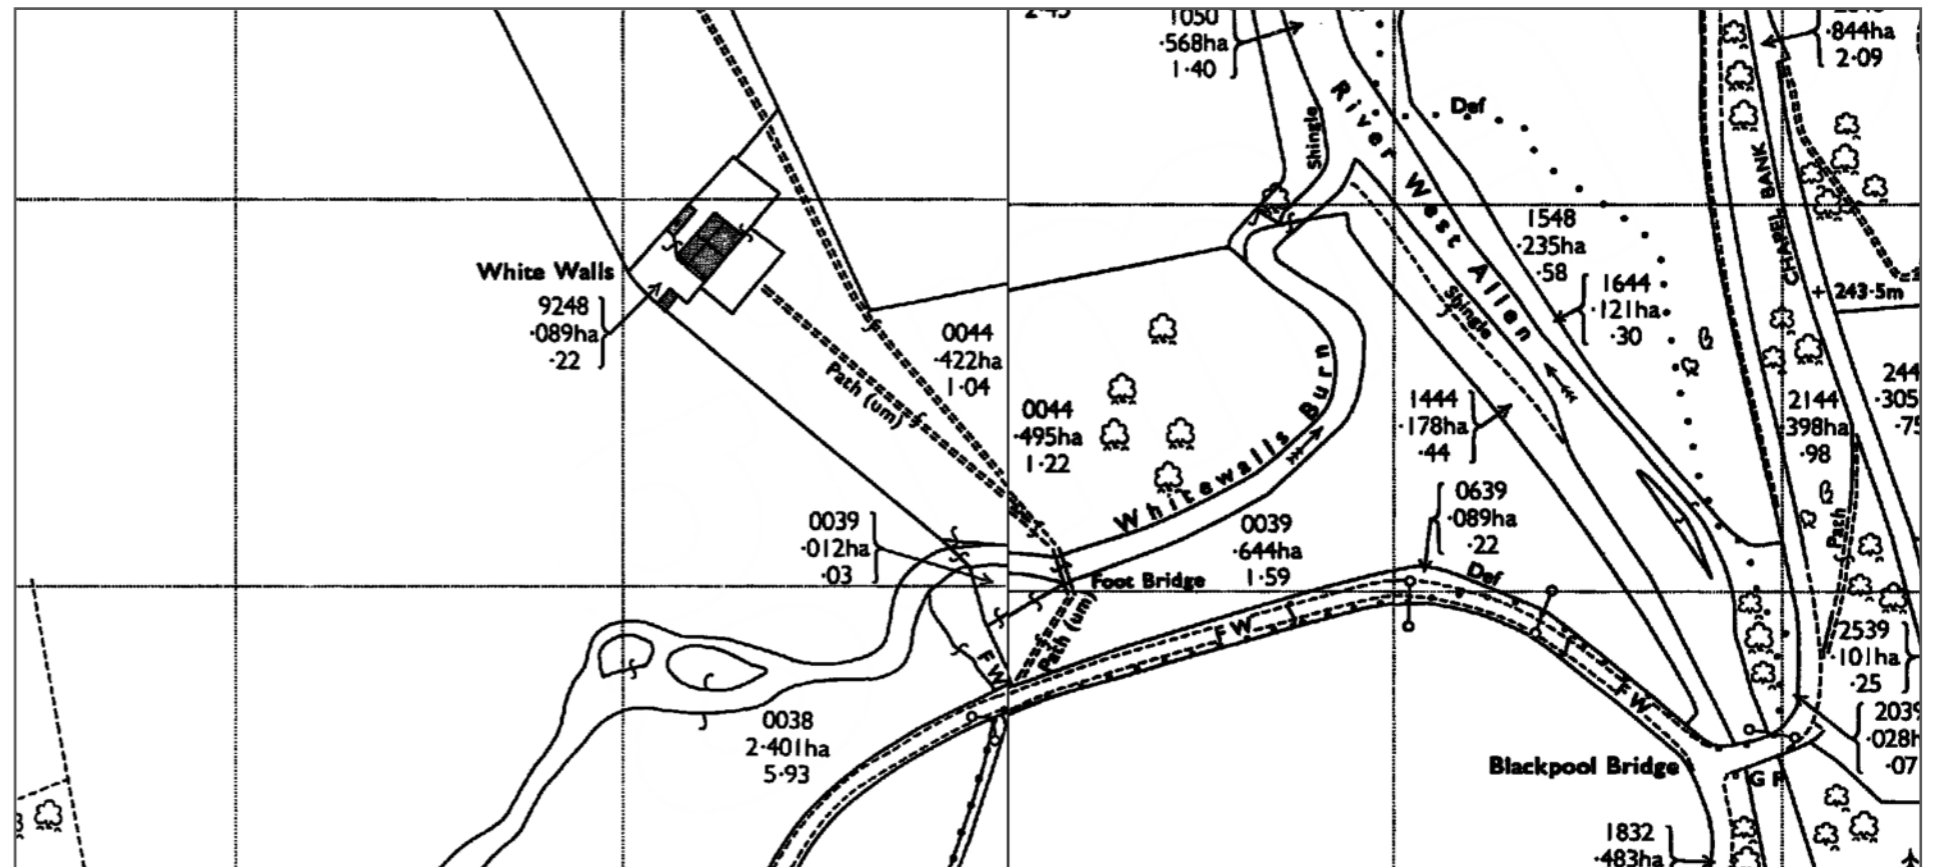 1050
·568ha
1·40
·844ha
2·09
Def
River West Allen
Shingle
CHAPEL BANK
1548
·235ha
·58
1644
·121ha
·30
+ 243·5m
White Walls
9248
·089ha
·22
Path (um)
0044
·422ha
1·04
0044
·495ha
1·22
Whitewalls Burn
Shingle
1444
·178ha
·44
2144
398ha
·98
244
·305
·75
0639
·089ha
·22
Path
0039
·012ha
·03
0039
·644ha
1·59
Foot Bridge
Def
Path (um)
FW
FW
FW
2539
·101ha
·25
2039
·028h
·07
0038
2·401ha
5·93
Blackpool Bridge
G P
1832
·483ha